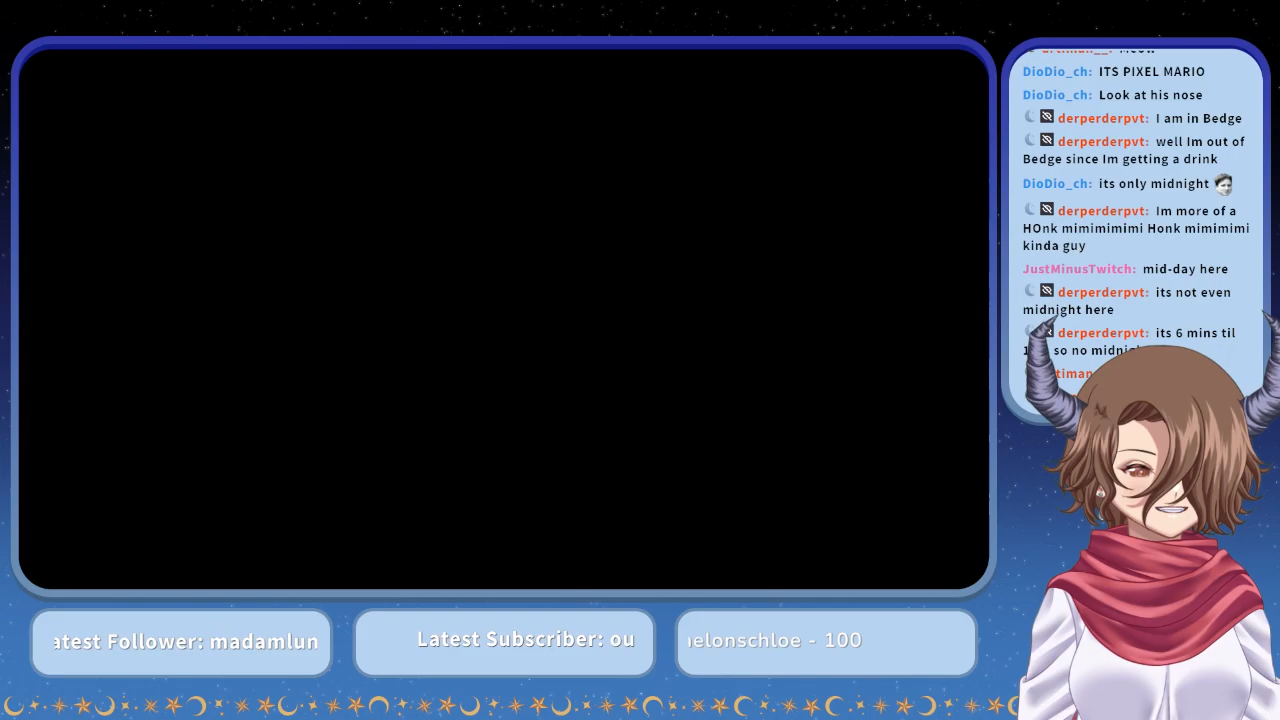 DioDio_ch: ITS PIXEL MARIO
DioDio_ch: Look at his nose
derperderpvt: I am in Bedge
derperderpvt: well Im out of
Bedge since Im getting a drink
DioDio_ch: its only midnight
derperderpvt: Im more of a
HOnk mimimimimi Honk mimimimi
kinda guy
JustMinusTwitch: mid-day here
derperderpvt: its not even
midnight here
derperderpvt: its 6 mins til
so no
atest Follower: madamlun
Latest Subscriber: ou
elonschloe - 100